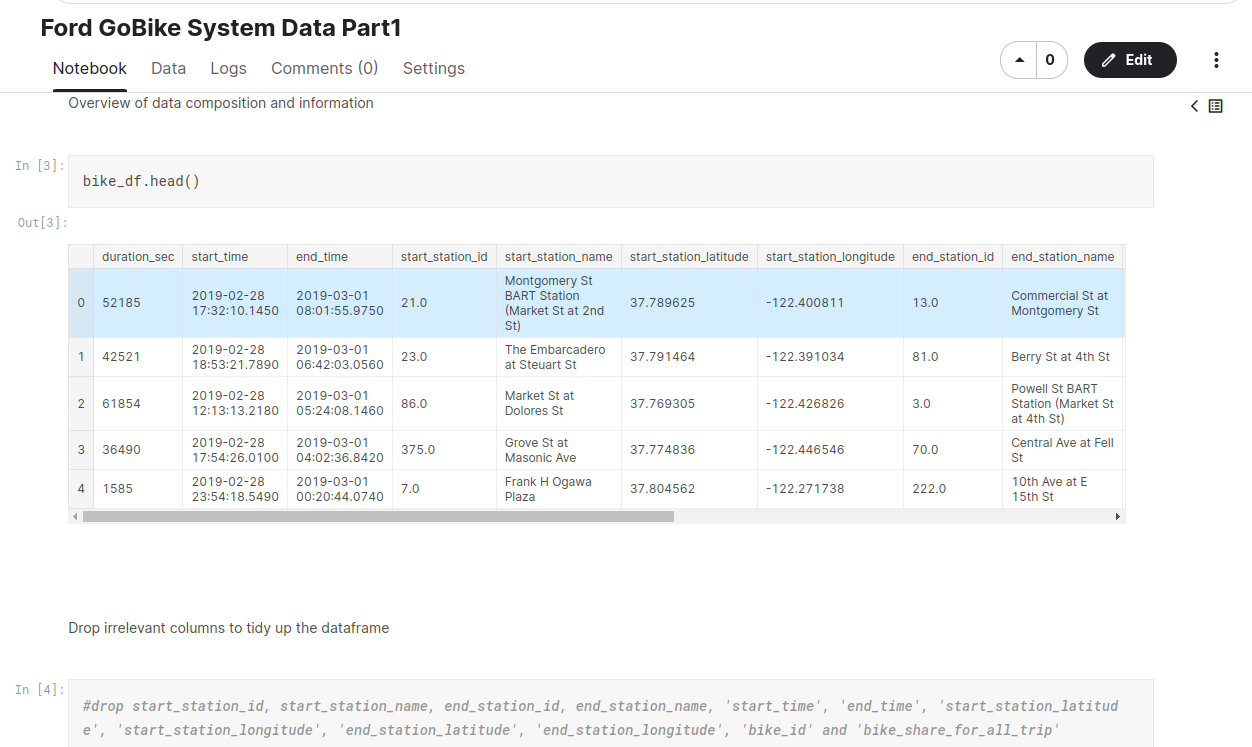 Ford GoBike System Data Part1
Notebook Data Logs Comments (0) Settings
0 Edit
Overview of data composition and information
In [3]:
bike_df.head()
Out[3]:
duration_sec start_time end_time start_station_id start_station_name start_station_latitude start_station_longitude end_station_id end_station_name
0 52185 2019-02-28 17:32:10.1450 2019-03-01 08:01:55.9750 21.0 Montgomery St BART Station (Market St at 2nd St) 37.789625 -122.400811 13.0 Commercial St at Montgomery St
1 42521 2019-02-28 18:53:21.7890 2019-03-01 06:42:03.0560 23.0 The Embarcadero at Steuart St 37.791464 -122.391034 81.0 Berry St at 4th St
2 61854 2019-02-28 12:13:13.2180 2019-03-01 05:24:08.1460 86.0 Market St at Dolores St 37.769305 -122.426826 3.0 Powell St BART Station (Market St at 4th St)
3 36490 2019-02-28 17:54:26.0100 2019-03-01 04:02:36.8420 375.0 Grove St at Masonic Ave 37.774836 -122.446546 70.0 Central Ave at Fell St
4 1585 2019-02-28 23:54:18.5490 2019-03-01 00:20:44.0740 7.0 Frank H Ogawa Plaza 37.804562 -122.271738 222.0 10th Ave at E 15th St
Drop irrelevant columns to tidy up the dataframe
In [4]:
#drop start_station_id, start_station_name, end_station_id, end_station_name, 'start_time', 'end_time', 'start_station_latitud
e', 'start_station_longitude', 'end_station_latitude', 'end_station_longitude', 'bike_id' and 'bike_share_for_all_trip'